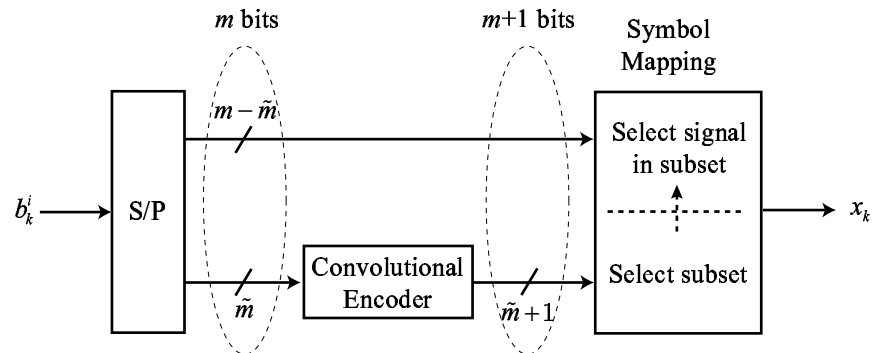 m bits
m+1 bits
Symbol
Mapping
m − m̃
Select signal
in subset
b_k^i
S/P
x_k
Convolutional
Encoder
Select subset
m̃
m̃+1